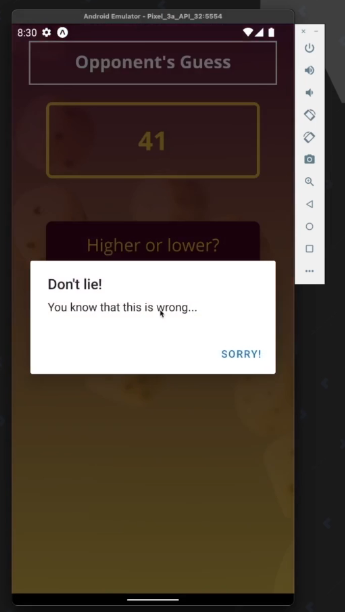 Android Emulator - Pixel_3a_API_32:5554
8:30
Opponent's Guess
41
Higher or lower?
Don't lie!
You know that this is wrong...
SORRY!